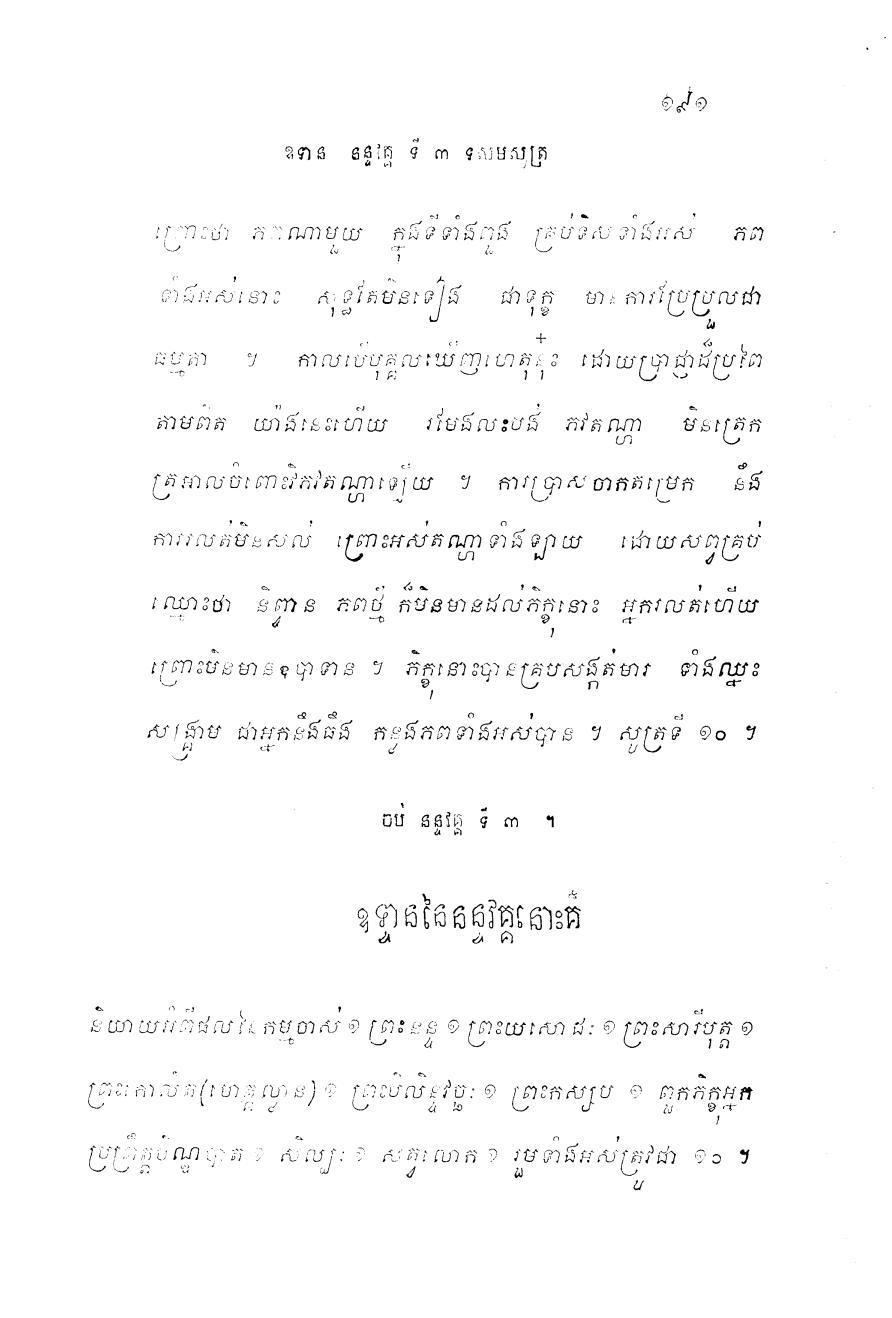 ១៩១
ឧទាន នន្ទវគ្គ ទី ៣ ទសមសូត្រ
ព្រោះថា ភពណាមួយ ក្នុងទីទាំងពួង គ្រប់ទិសទាំងអស់ ភព
ទាំងអស់នោះ សុទ្ធតែមិនទៀង ជាទុក្ខ មានការប្រែប្រួលជា
ធម្មតា ។ កាលបើបុគ្គលឃើញហេតុនុ៎ះ ដោយប្រាជ្ញាដ៏ប្រពៃ
តាមពិត យ៉ាងនេះហើយ រមែងលះបង់ ភវតណ្ហា មិនត្រេក
ត្រអាលចំពោះវិភវតណ្ហាឡើយ ។ ការប្រាសចាកតម្រេក នឹង
ការរលត់មិនសល់ ព្រោះអស់តណ្ហាទាំងឡាយ ដោយសព្វគ្រប់
ឈ្មោះថា និព្វាន ភពថ្មី ក៏មិនមានដល់ភិក្ខុនោះ អ្នករលត់ហើយ
ព្រោះមិនមានឧបាទាន ។ ភិក្ខុនោះបានគ្របសង្កត់មារ ទាំងឈ្នះ
សង្គ្រាម ជាអ្នកនឹងធឹង កន្លងភពទាំងអស់បាន ។ សូត្រទី ១០ ។
ចប់ នន្ទវគ្គ ទី ៣ ។
ឧទ្ទាននៃនន្ទវគ្គនោះគឺ
និយាយអំពីផលនៃកម្មចាស់ ១ ព្រះនន្ទ ១ ព្រះយសោជៈ ១ ព្រះសារីបុត្ត ១
ព្រះកោលិត(មោគ្គល្លាន) ១ ព្រះបិលិន្ទវច្ឆៈ ១ ព្រះកស្សប ១ ពួកភិក្ខុអ្នក
ប្រព្រឹត្តបិណ្ឌបាត ១ សិល្បៈ ១ សត្វលោក ១ រួមទាំងអស់ត្រូវជា ១០ ។